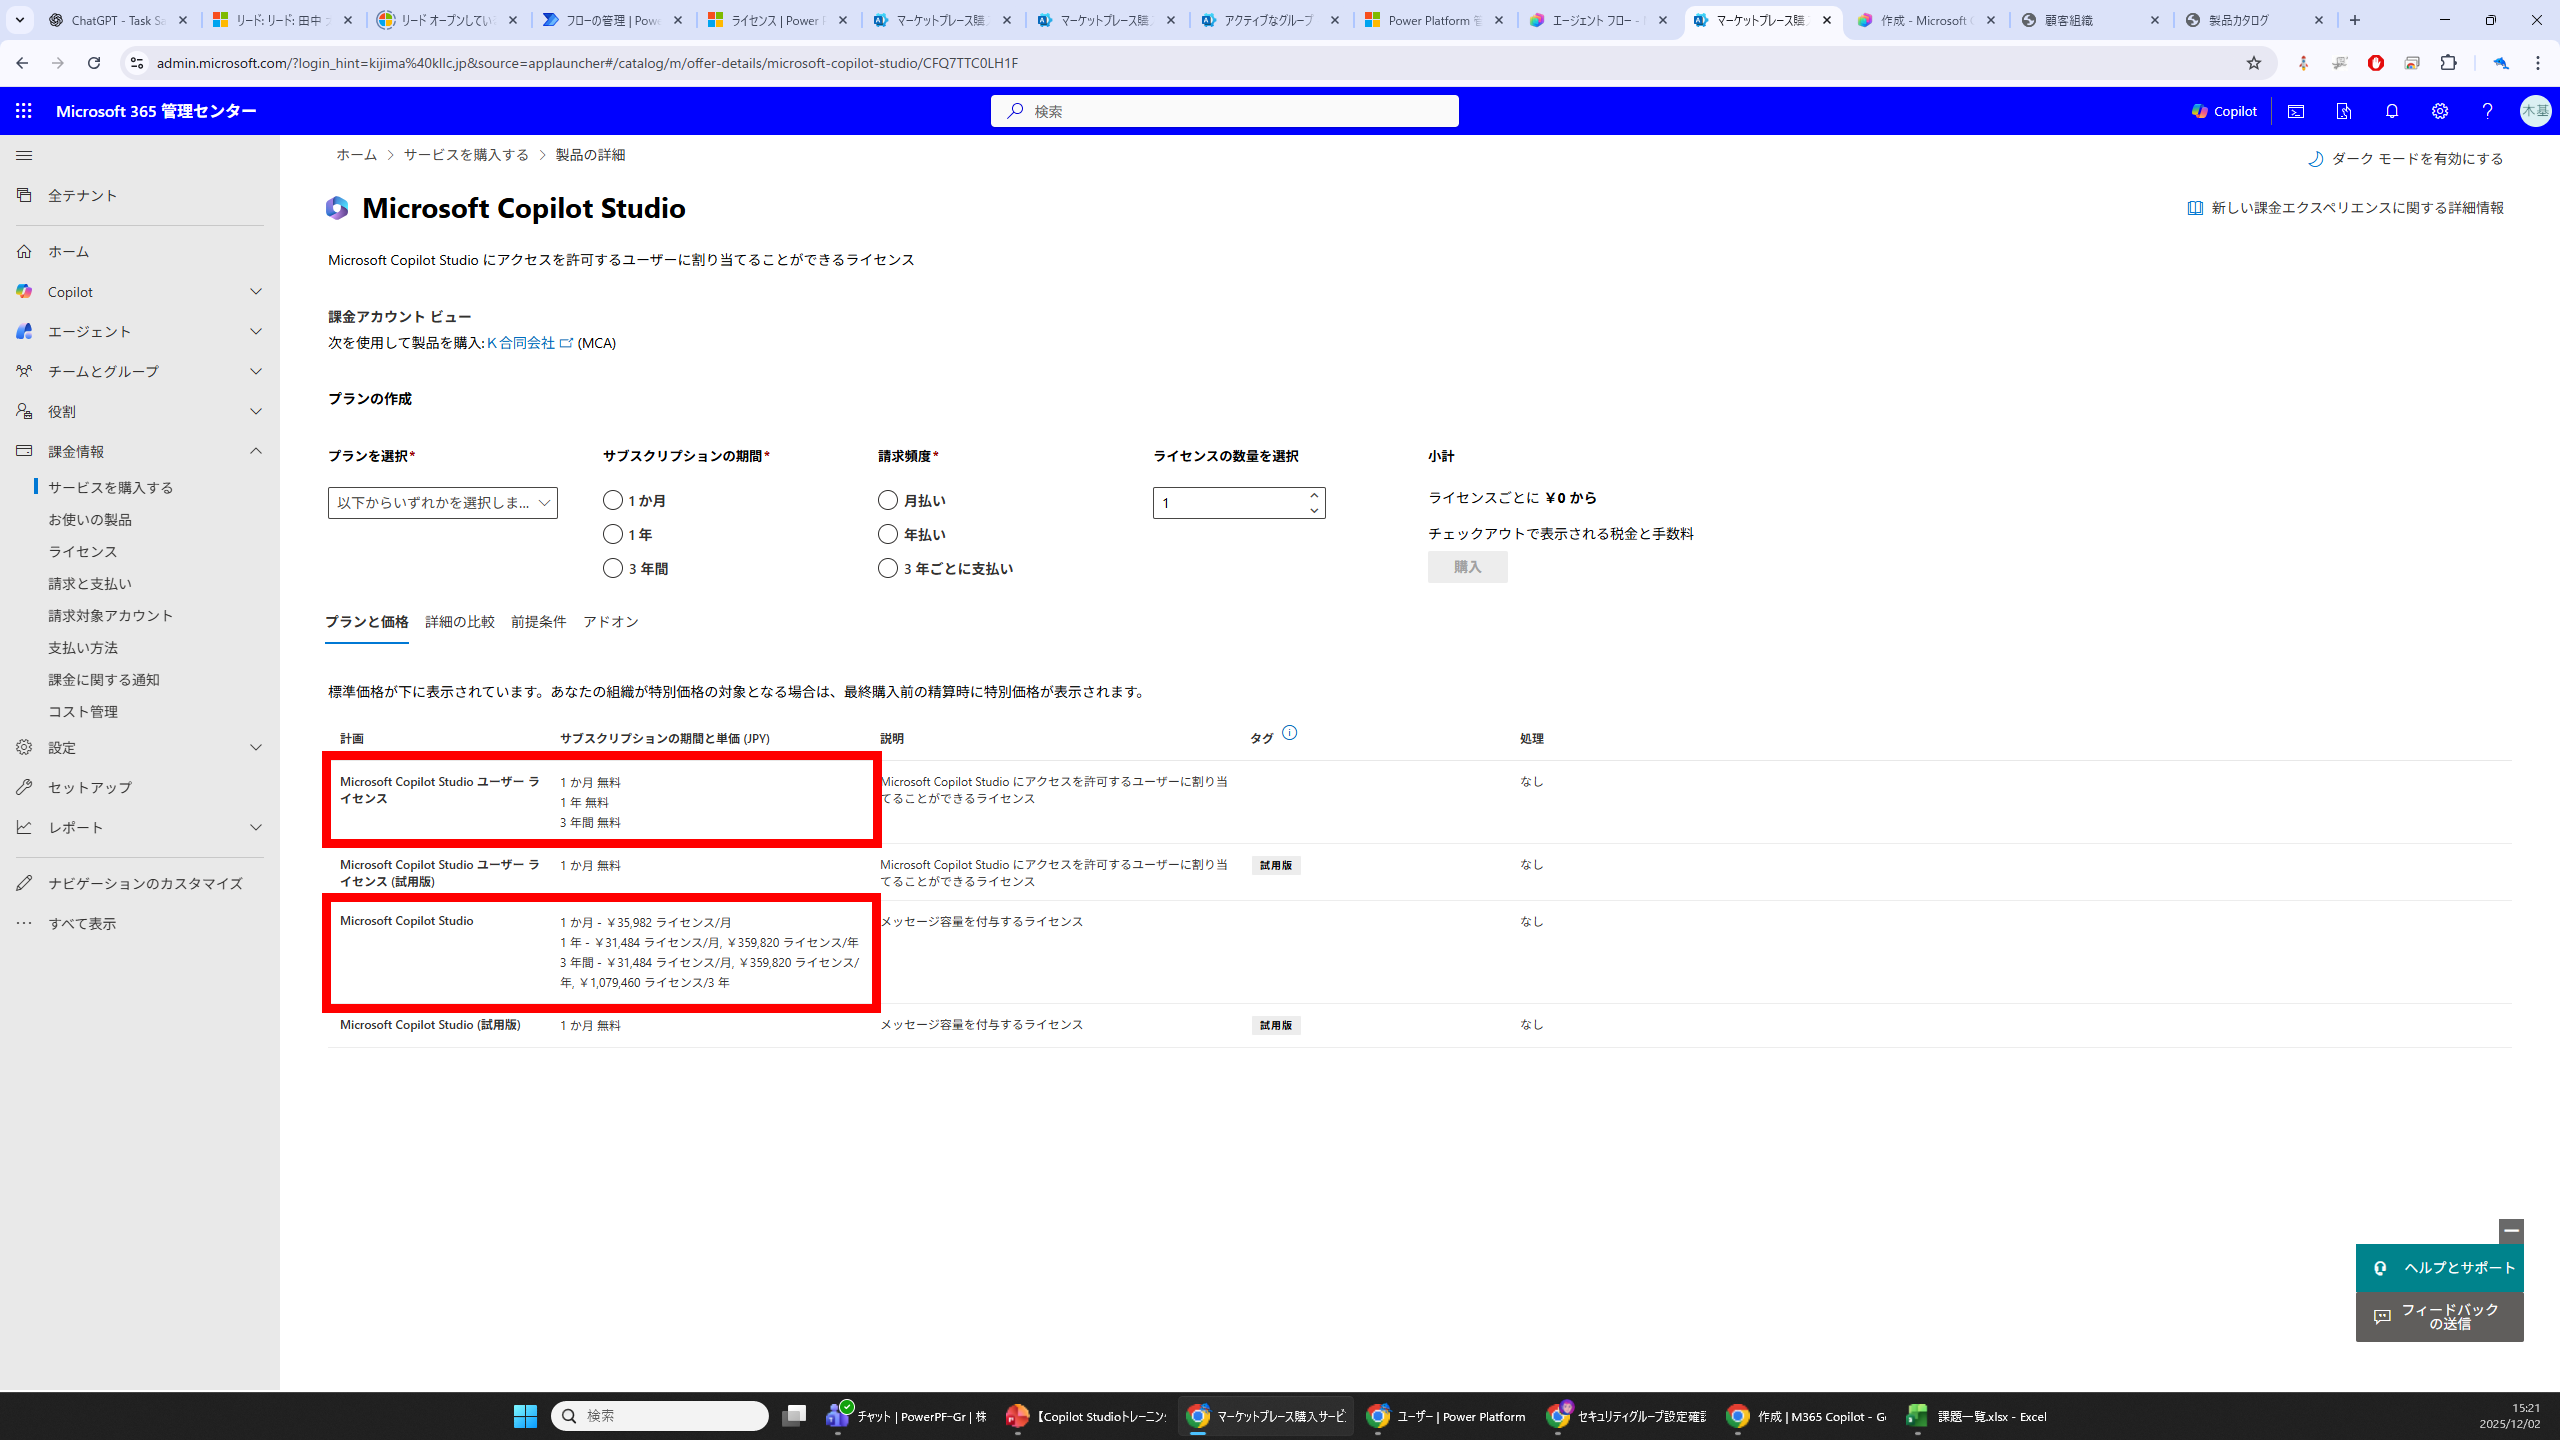 ChatGPT - Task Sa
リード: リード: 田中 
リード オープンしてい
フローの管理 | Pow
ライセンス | Power 
マーケットプレース購
マーケットプレース購
アクティブなグループ
Power Platform 管
エージェント フロー -
マーケットプレース購
作成 - Microsoft 
顧客組織
製品カタログ
admin.microsoft.com/?login_hint=kijima%40kllc.jp&source=applauncher#/catalog/m/offer-details/microsoft-copilot-studio/CFQ7TTC0LH1F
Microsoft 365 管理センター
検索
Copilot
木基
全テナント
ホーム
Copilot
エージェント
チームとグループ
役割
課金情報
サービスを購入する
お使いの製品
ライセンス
請求と支払い
請求対象アカウント
支払い方法
課金に関する通知
コスト管理
設定
セットアップ
レポート
ナビゲーションのカスタマイズ
すべて表示
ホーム > サービスを購入する > 製品の詳細
ダーク モードを有効にする
Microsoft Copilot Studio
新しい課金エクスペリエンスに関する詳細情報
Microsoft Copilot Studio にアクセスを許可するユーザーに割り当てることができるライセンス
課金アカウント ビュー
次を使用して製品を購入: K合同会社 (MCA)
プランの作成
プランを選択*
以下からいずれかを選択しま...
サブスクリプションの期間*
1 か月
1 年
3 年間
請求頻度*
月払い
年払い
3 年ごとに支払い
ライセンスの数量を選択
1
小計
ライセンスごとに ￥0 から
チェックアウトで表示される税金と手数料
購入
プランと価格 詳細の比較 前提条件 アドオン
標準価格が下に表示されています。あなたの組織が特別価格の対象となる場合は、最終購入前の精算時に特別価格が表示されます。
計画 サブスクリプションの期間と単価 (JPY) 説明 タグ 処理
Microsoft Copilot Studio ユーザー ラ
イセンス
1 か月 無料
1 年 無料
3 年間 無料
Microsoft Copilot Studio にアクセスを許可するユーザーに割り当
てることができるライセンス
なし
Microsoft Copilot Studio ユーザー ラ
イセンス (試用版)
1 か月 無料
Microsoft Copilot Studio にアクセスを許可するユーザーに割り当
てることができるライセンス
試用版
なし
Microsoft Copilot Studio
1 か月 - ￥35,982 ライセンス/月
1 年 - ￥31,484 ライセンス/月, ￥359,820 ライセンス/年
3 年間 - ￥31,484 ライセンス/月, ￥359,820 ライセンス/
年, ￥1,079,460 ライセンス/3 年
メッセージ容量を付与するライセンス
なし
Microsoft Copilot Studio (試用版)
1 か月 無料
メッセージ容量を付与するライセンス
試用版
なし
ヘルプとサポート
フィードバック
の送信
検索
チャット | PowerPF-Gr | 株
【Copilot Studioトレーニン
マーケットプレース購入サービ
ユーザー | Power Platform
セキュリティグループ設定確認
作成 | M365 Copilot - G
課題一覧.xlsx - Excel
15:21
2025/12/02